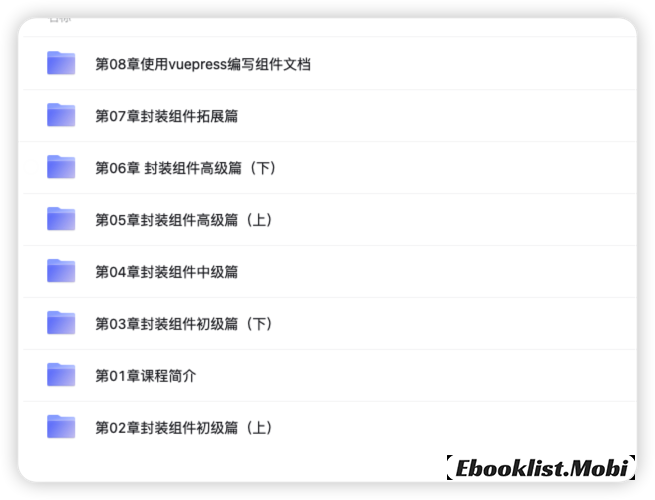 第08章使用vuepress编写组件文档
第07章封装组件拓展篇
第06章 封装组件高级篇（下）
第05章封装组件高级篇（上）
第04章封装组件中级篇
第03章封装组件初级篇（下）
第01章课程简介
第02章封装组件初级篇（上）
Ebooklist.Mobi